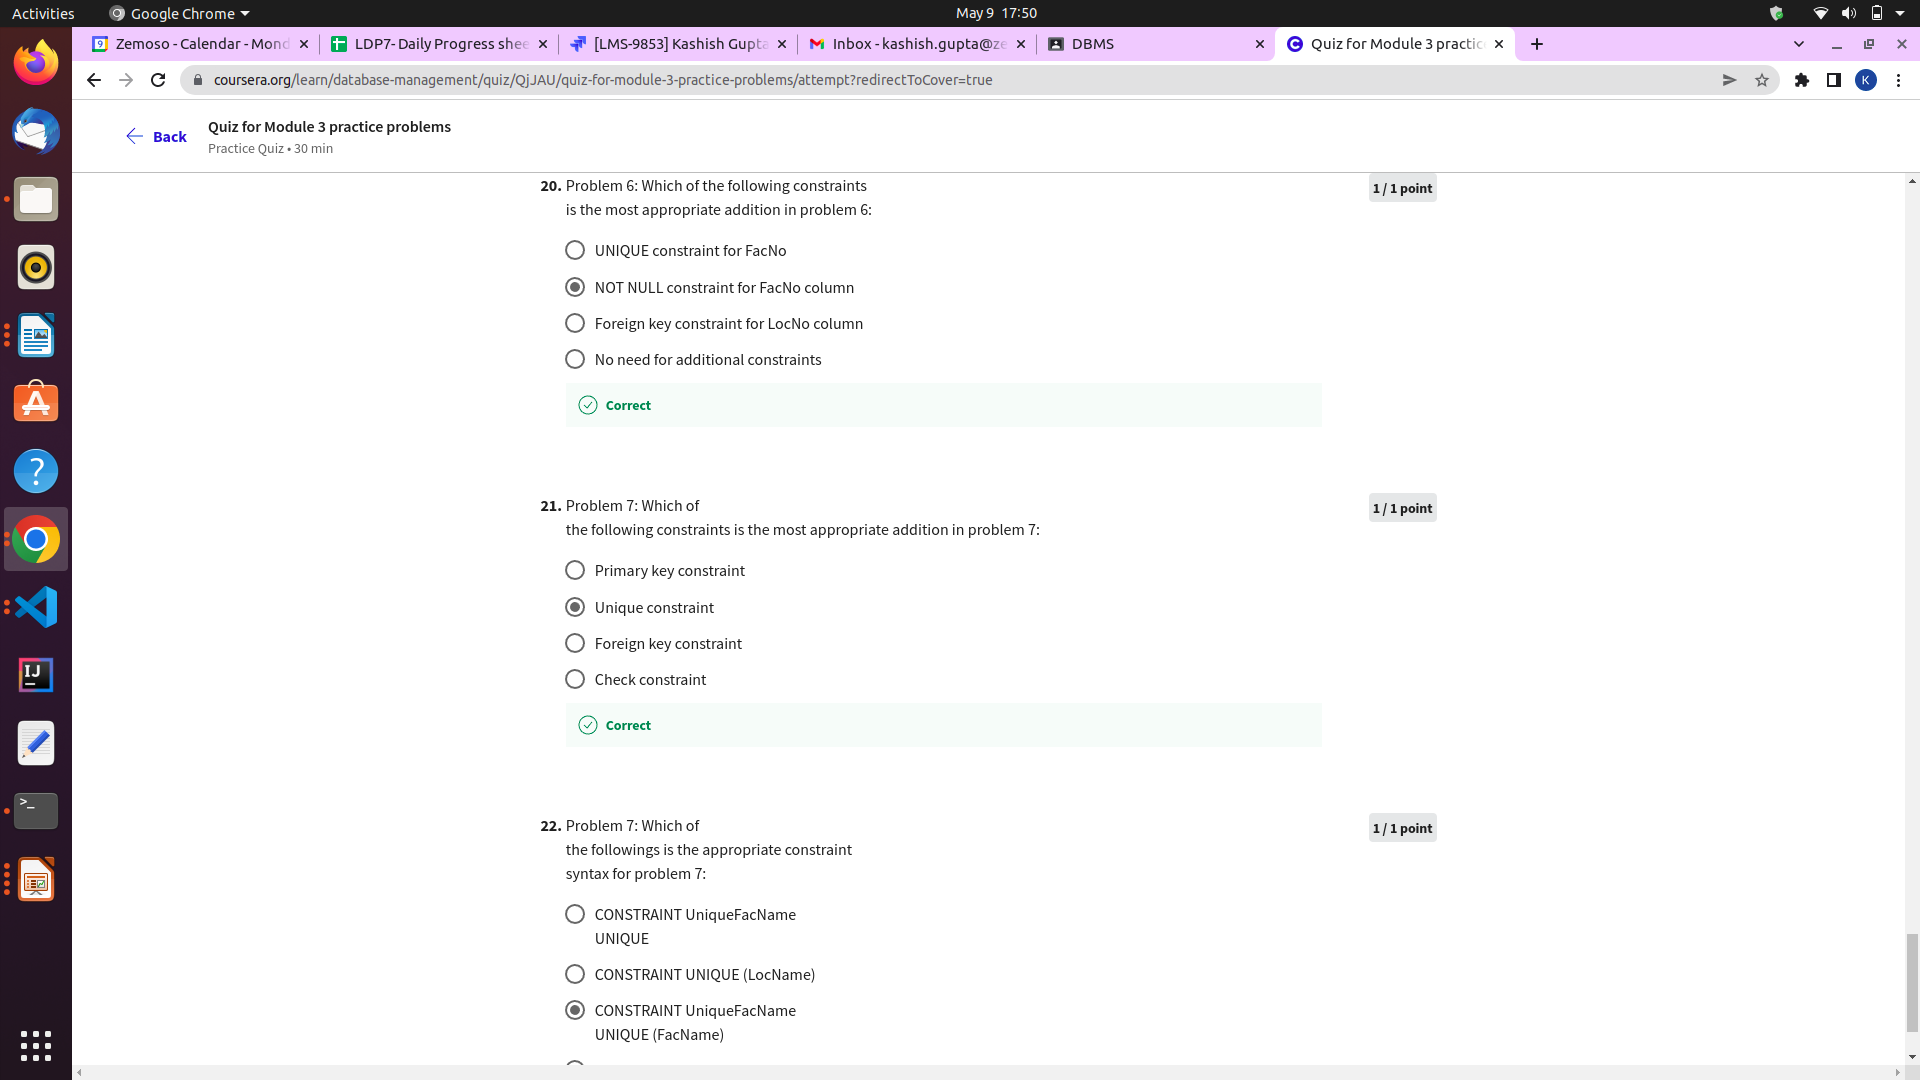 Activities
Google Chrome
May 9 17:50
Zemoso - Calendar - Mond
LDP7- Daily Progress shee
[LMS-9853] Kashish Gupta
Inbox - kashish.gupta@ze
DBMS
Quiz for Module 3 practic
coursera.org/learn/database-management/quiz/QjJAU/quiz-for-module-3-practice-problems/attempt?redirectToCover=true
K
Back
Quiz for Module 3 practice problems
Practice Quiz • 30 min
20. Problem 6: Which of the following constraints
is the most appropriate addition in problem 6:
1 / 1 point
UNIQUE constraint for FacNo
NOT NULL constraint for FacNo column
Foreign key constraint for LocNo column
No need for additional constraints
Correct
21. Problem 7: Which of
the following constraints is the most appropriate addition in problem 7:
1 / 1 point
Primary key constraint
Unique constraint
Foreign key constraint
Check constraint
Correct
22. Problem 7: Which of
the followings is the appropriate constraint
syntax for problem 7:
1 / 1 point
CONSTRAINT UniqueFacName
UNIQUE
CONSTRAINT UNIQUE (LocName)
CONSTRAINT UniqueFacName
UNIQUE (FacName)